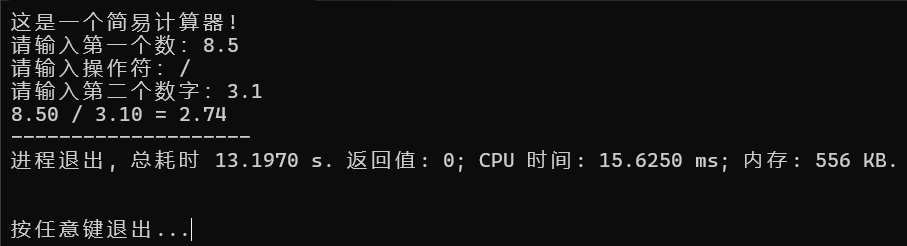 这是一个简易计算器!
请输入第一个数: 8.5
请输入操作符: /
请输入第二个数字: 3.1
8.50 / 3.10 = 2.74
--------------------
进程退出, 总耗时 13.1970 s. 返回值: 0; CPU 时间: 15.6250 ms; 内存: 556 KB.
按任意键退出...